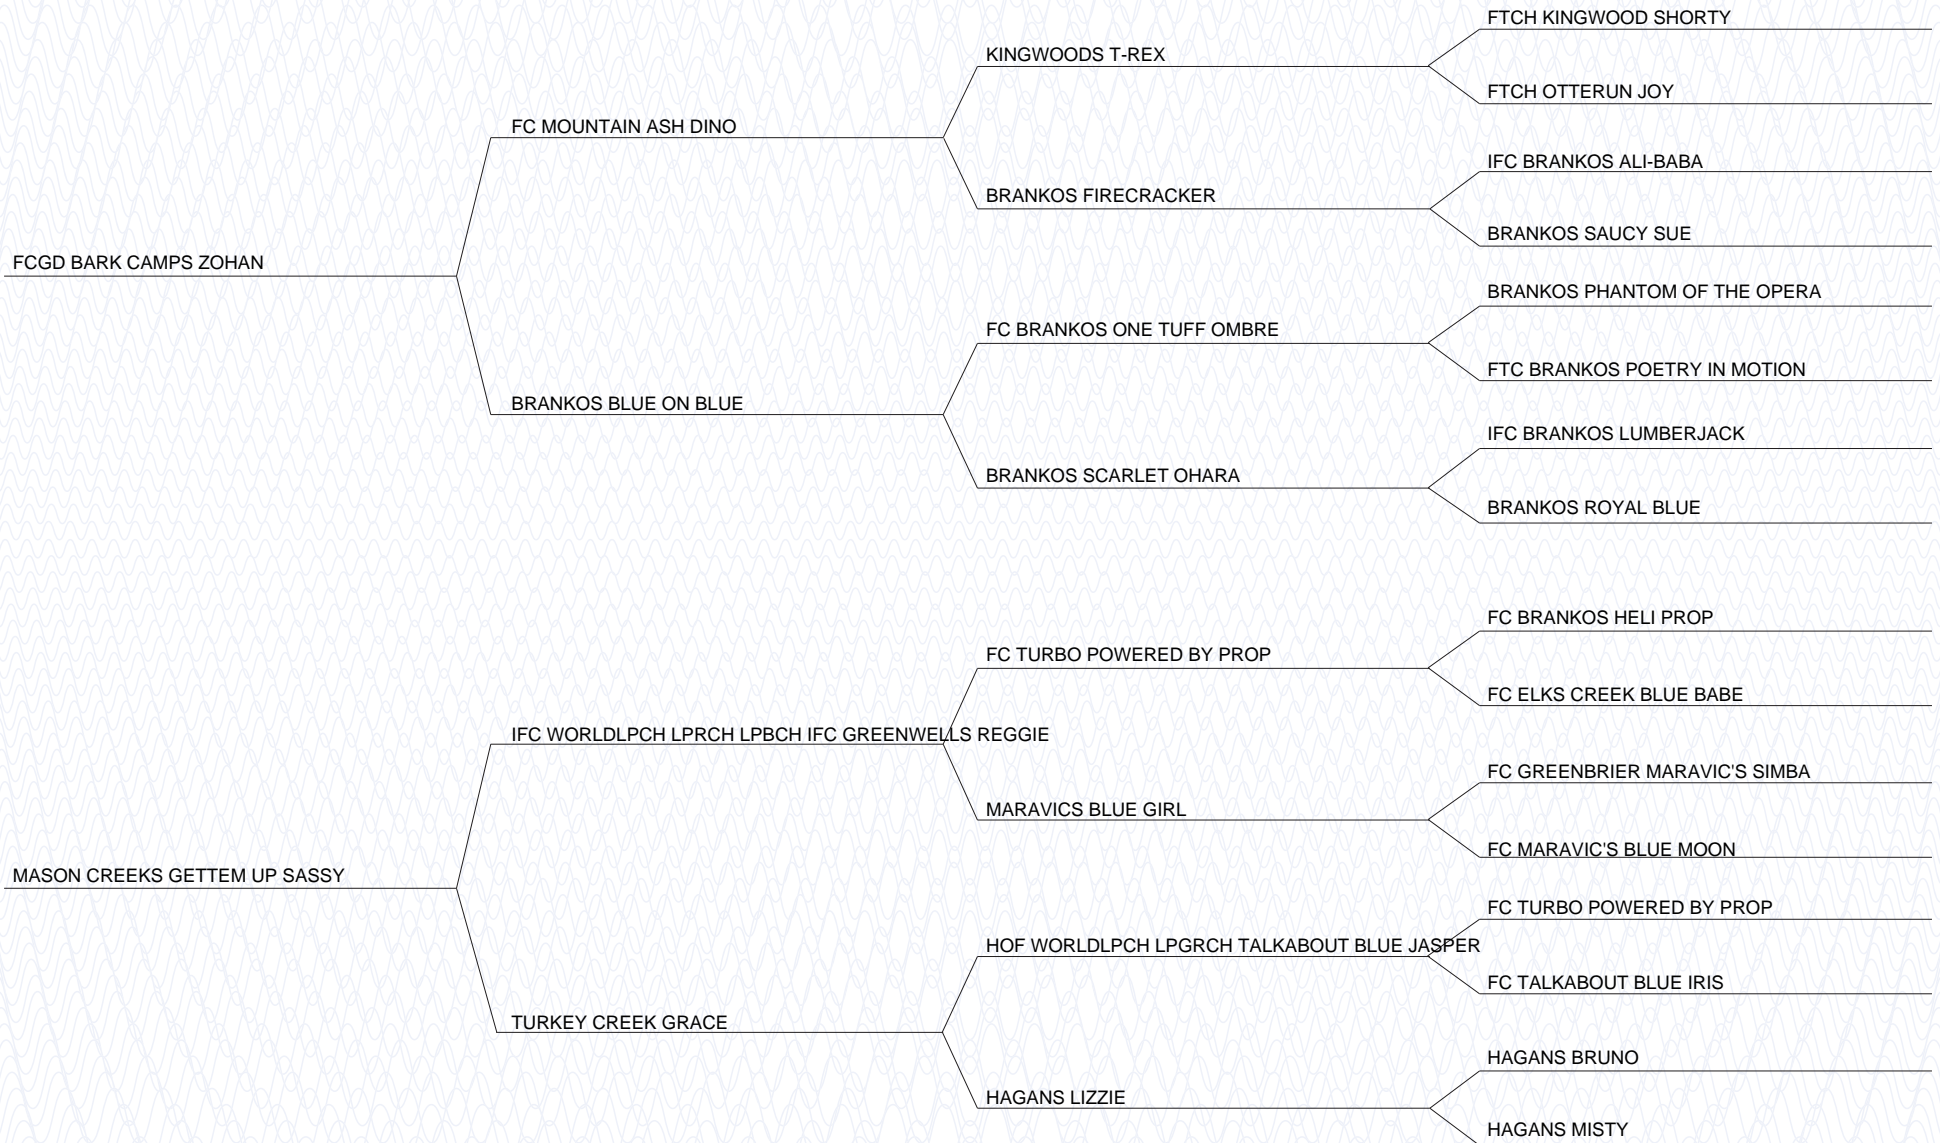 FTCH KINGWOOD SHORTY
KINGWOODS T-REX
FTCH OTTERUN JOY
FC MOUNTAIN ASH DINO
IFC BRANKOS ALI-BABA
BRANKOS FIRECRACKER
BRANKOS SAUCY SUE
FCGD BARK CAMPS ZOHAN
BRANKOS PHANTOM OF THE OPERA
FC BRANKOS ONE TUFF OMBRE
FTC BRANKOS POETRY IN MOTION
BRANKOS BLUE ON BLUE
IFC BRANKOS LUMBERJACK
BRANKOS SCARLET OHARA
BRANKOS ROYAL BLUE
FC BRANKOS HELI PROP
FC TURBO POWERED BY PROP
FC ELKS CREEK BLUE BABE
IFC WORLDLPCH LPRCH LPBCH IFC GREENWELLS REGGIE
FC GREENBRIER MARAVIC'S SIMBA
MARAVICS BLUE GIRL
FC MARAVIC'S BLUE MOON
MASON CREEKS GETTEM UP SASSY
FC TURBO POWERED BY PROP
HOF WORLDLPCH LPGRCH TALKABOUT BLUE JASPER
FC TALKABOUT BLUE IRIS
TURKEY CREEK GRACE
HAGANS BRUNO
HAGANS LIZZIE
HAGANS MISTY